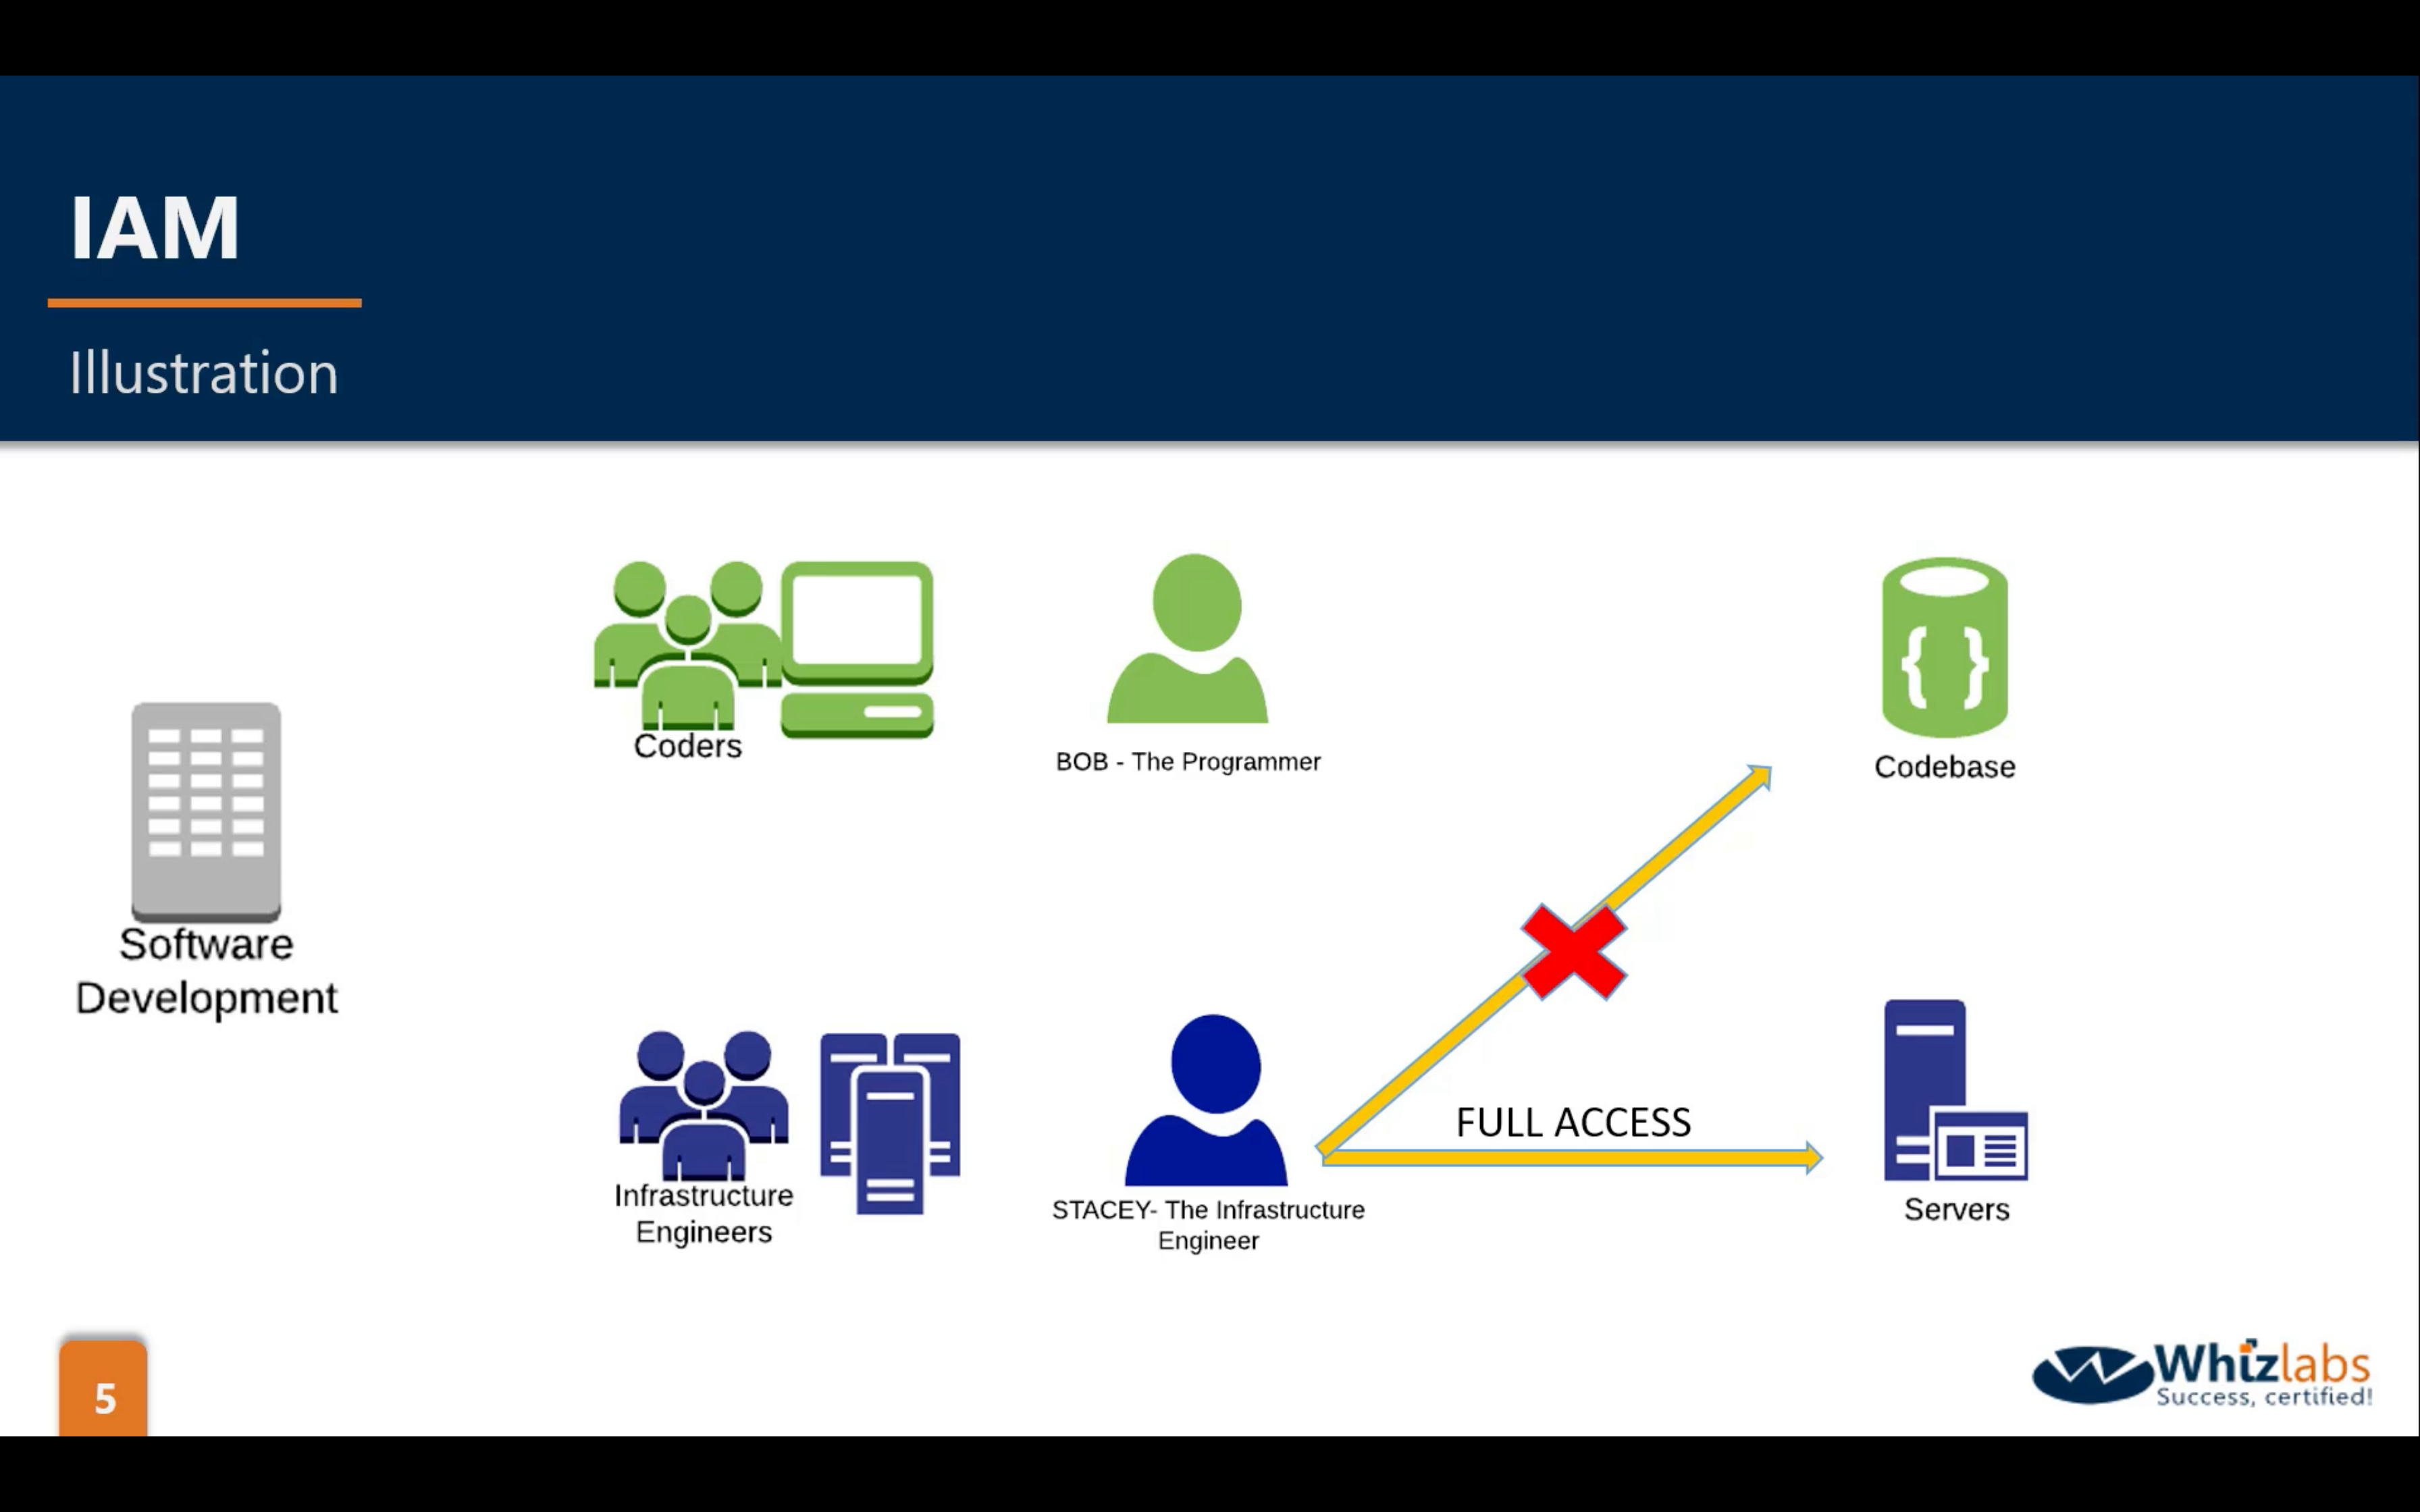 IAM
Illustration
Coders
BOB - The Programmer
Codebase
Software
Development
FULL ACCESS
Infrastructure
Engineers
STACEY- The Infrastructure
Engineer
Servers
5
Whizlabs
Success, certified!